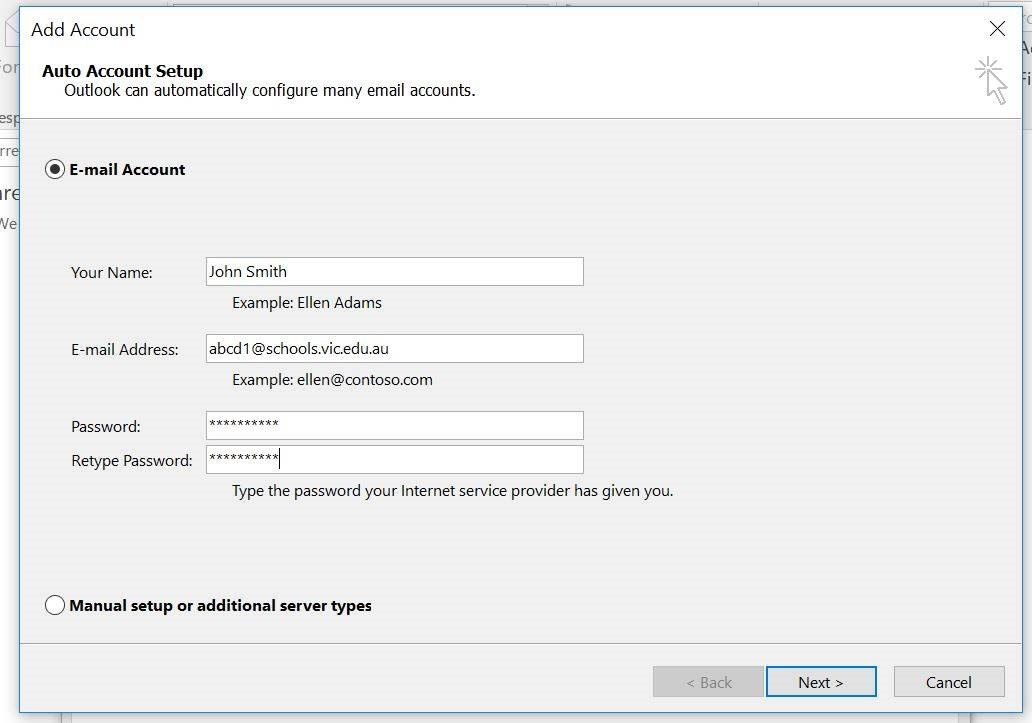 Add Account
Auto Account Setup
Outlook can automatically configure many email accounts.
E-mail Account
Your Name: John Smith
Example: Ellen Adams
E-mail Address: abcd1@schools.vic.edu.au
Example: ellen@contoso.com
Password: **********
Retype Password: **********
Type the password your Internet service provider has given you.
Manual setup or additional server types
< Back Next > Cancel